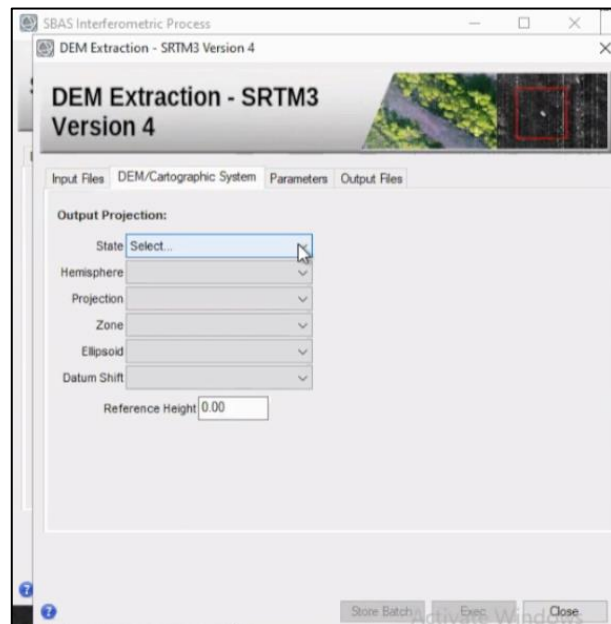 SBAS Interferometric Process
DEM Extraction - SRTM3 Version 4
DEM Extraction - SRTM3
Version 4
Input Files DEM/Cartographic System Parameters Output Files
Output Projection:
State Select...
Hemisphere
Projection
Zone
Ellipsoid
Datum Shift
Reference Height 0.00
Store Batch Exec Close
Activate Windows